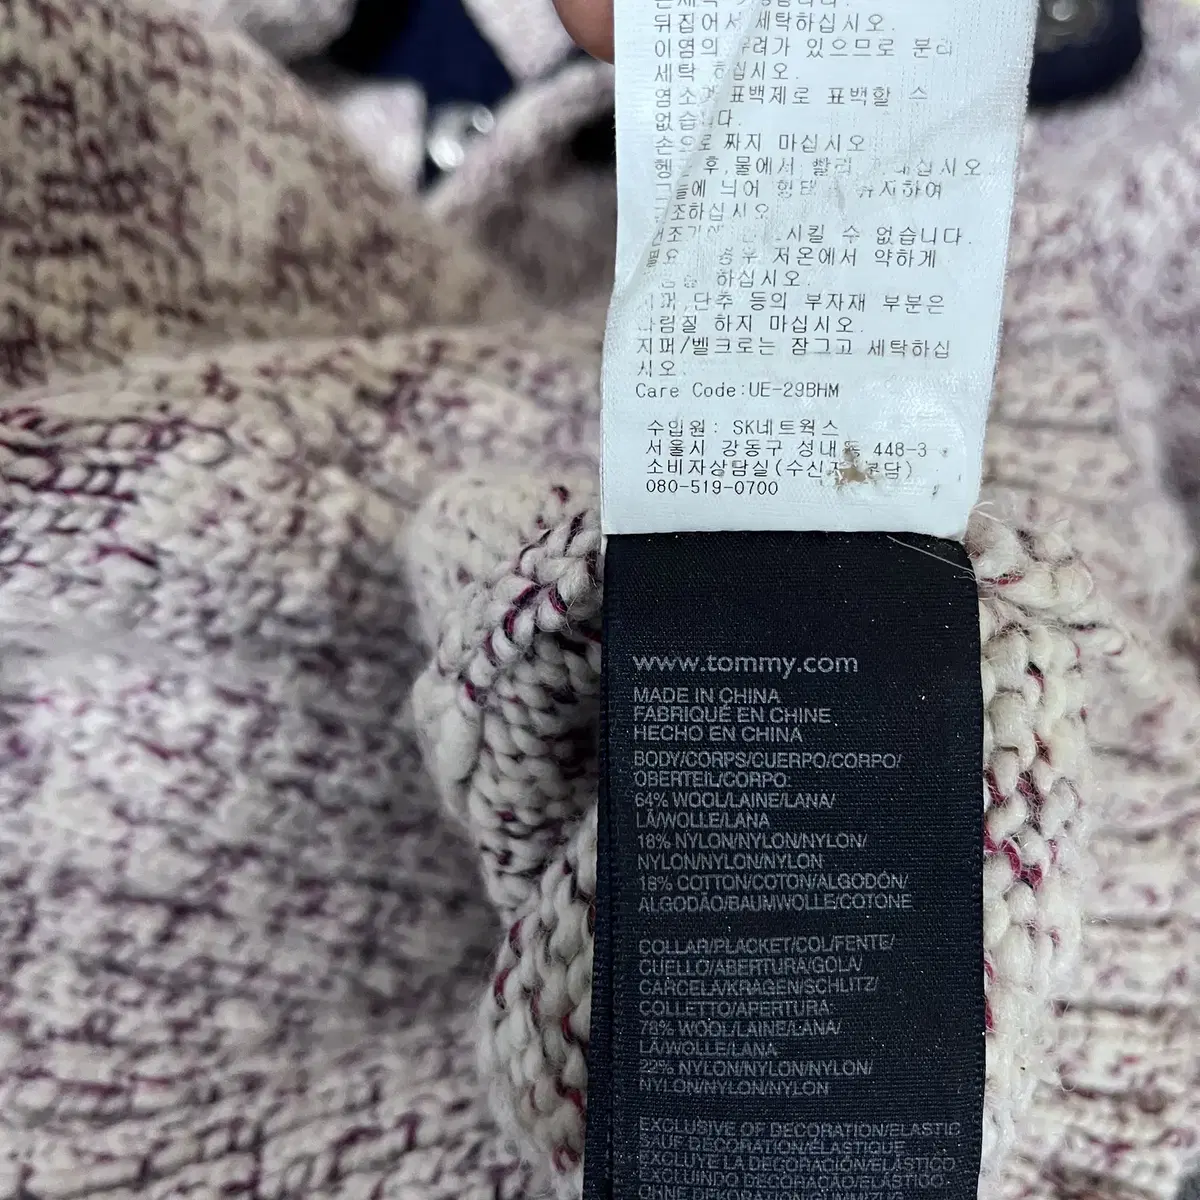 뒤집어서 세탁하십시오.
이염의 우려가 있으므로 분리
세탁 하십시오.
염소계 표백제로 표백할 수
없습니다.
손으로 짜지 마십시오
헹군 후,물에서 빨리
그늘에 뉘어 형태 유지하여
건조하십시오
시킬 수 없습니다.
필요 경우 저온에서 약하게
하십시오.
지퍼,단추 등의 부자재 부분은
다림질 하지 마십시오.
지퍼/벨크로는 잠그고 세탁하십
시오.
Care Code:UE-29BHM
수입원: SK네트웍스
서울시 강동구 성내동 448-3
소비자상담실(수신자부담)
080-519-0700
www.tommy.com
MADE IN CHINA
FABRIQUÉ EN CHINE
HECHO EN CHINA
BODY/CORPS/CUERPO/CORPO/
OBERTEIL/CORPO:
64% WOOL/LAINE/LANA/
LÃ/WOLLE/LANA
18% NYLON/NYLON/NYLON/
NYLON/NYLON/NYLON
18% COTTON/COTON/ALGODÓN/
ALGODÃO/BAUMWOLLE/COTONE
COLLAR/PLACKET/COL/FENTE/
CUELLO/ABERTURA/GOLA/
CARCELA/KRAGEN/SCHLITZ/
COLLETTO/APERTURA
78% WOOL/LAINE/LANA/
LÃ/WOLLE/LANA
22% NYLON/NYLON/NYLON/
NYLON/NYLON/NYLON
EXCLUSIVE OF DECORATION/ELASTIC
SAUF DÉCORATION/ÉLASTIQUE
EXCLUYE LA DECORACIÓN/ELÁSTICO
EXCLUINDO DECORAÇÃO/ELÁSTICO
OHNE DEKORATION/GUMMIZUG